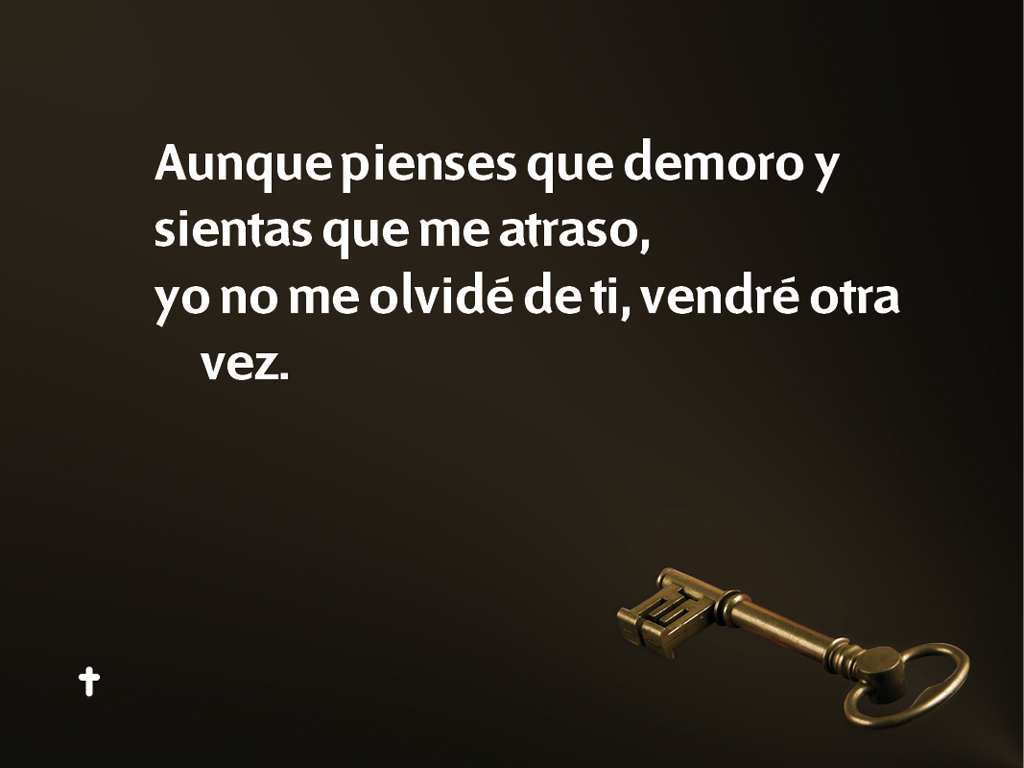 Aunque pienses que demoro y
sientas que me atraso,
yo no me olvidé de ti, vendré otra
vez.